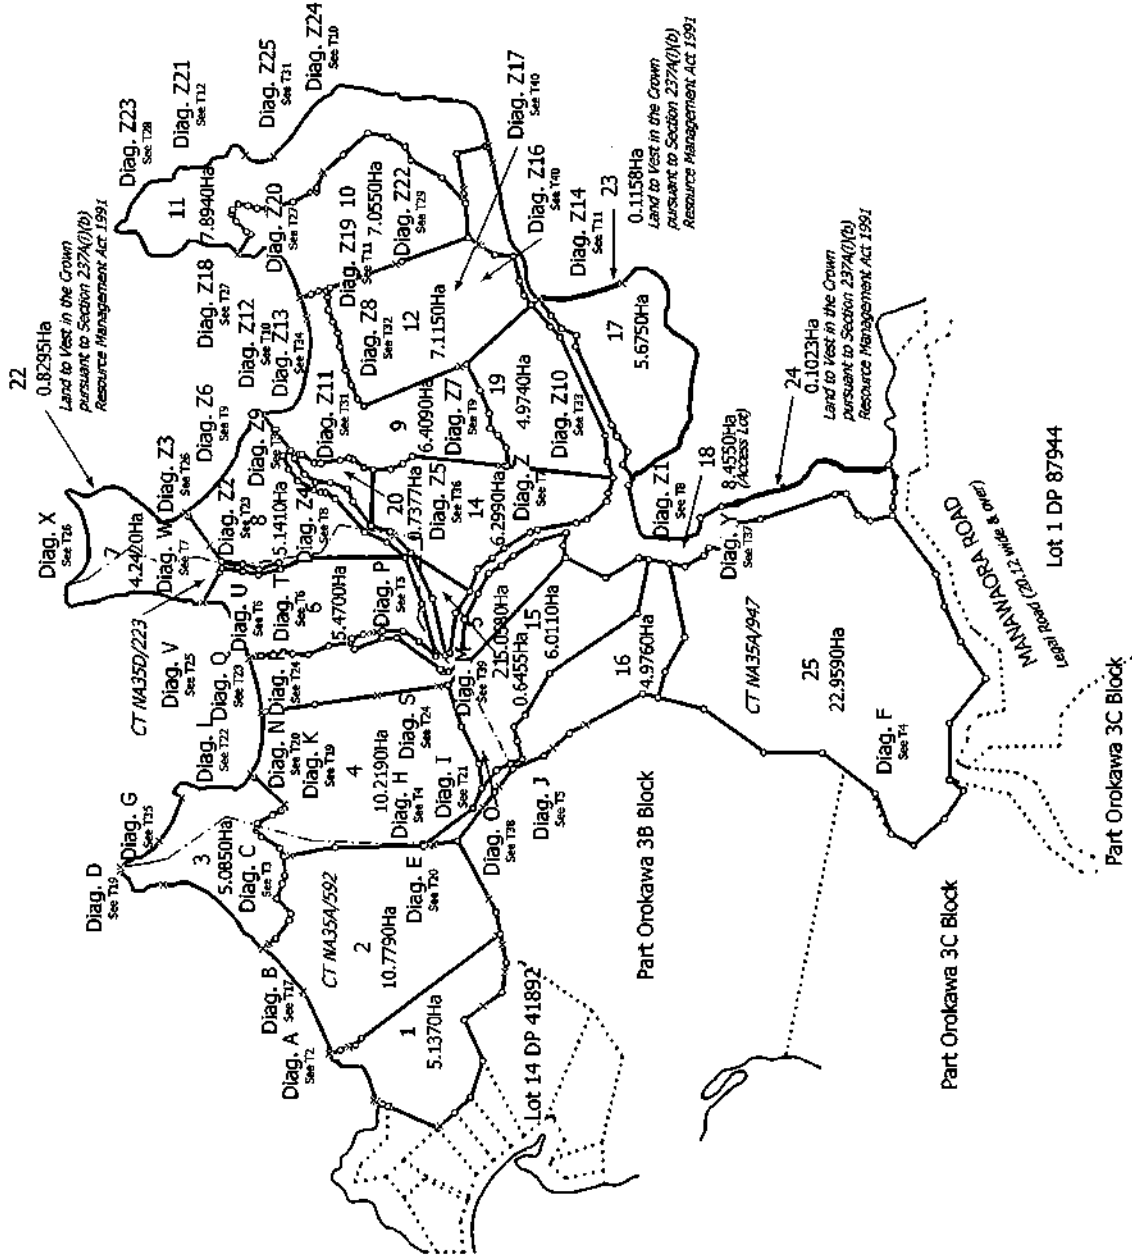 Diag. D
See T19
Diag. G
See T35
Diag. X
See T26
22
0.8295Ha
Land to Vest in the Crown
pursuant to Section 237A(i)(b)
Resource Management Act 1991
Diag. Z23
See T28
Diag. Z21
See T12
Diag. Z25
See T31
Diag. Z24
See T10
11
7.8940Ha
7
4.2420Ha
Diag. W
See T7
Diag. Z3
See T26
Diag. Z6
See T9
Diag. Z18
See T27
Diag. Z20
See T27
Diag. Z12
See T10
Diag. Z13
See T34
Diag. Z19
See T11
10
7.0550Ha
Diag. Z22
See T29
Diag. Z17
See T40
Diag. Z16
See T40
Diag. Z14
See T11
23
0.1158Ha
Land to Vest in the Crown
pursuant to Section 237A(i)(b)
Resource Management Act 1991
CT NA35D/223
Diag. V
See T25
Diag. U
See T6
Diag. T
See T6
Diag. Z2
See T23
8
5.1410Ha
Diag. Z9
See T30
Diag. Z4
See T8
Diag. Z11
See T31
Diag. Z8
See T32
12
7.1150Ha
9
6.4090Ha
Diag. Z7
See T9
19
4.9740Ha
Diag. Z10
See T33
17
5.6750Ha
Diag. L
See T22
Diag. Q
See T23
Diag. R
See T24
Diag. N
See T20
Diag. K
See T19
6
5.4700Ha
Diag. P
See T5
20
0.7377Ha
Diag. Z5
See T36
14
6.2990Ha
Diag. Z
3
5.0850Ha
Diag. C
See T3
4
10.2190Ha
Diag. H
See T4
Diag. S
See T24
Diag. I
See T21
Diag. M
See T39
5
5.0580Ha
21
0.6455Ha
15
6.0110Ha
16
4.9760Ha
Diag. Z1
See T8
18
8.4550Ha
(Access Lot)
Diag. Y
See T37
24
0.1023Ha
Land to Vest in the Crown
pursuant to Section 237A(i)(b)
Resource Management Act 1991
Diag. B
See T17
Diag. A
See T2
CT NA35A/592
2
10.7790Ha
Diag. E
See T20
Diag. O
See T38
Diag. J
See T5
1
5.1370Ha
Lot 14 DP 41892
Part Orokawa 3B Block
CT NA35A/947
25
22.9590Ha
Diag. F
See T4
MANAWAORA ROAD
Legal Road (20.12 wide & over)
Lot 1 DP 87944
Part Orokawa 3C Block
Part Orokawa 3C Block